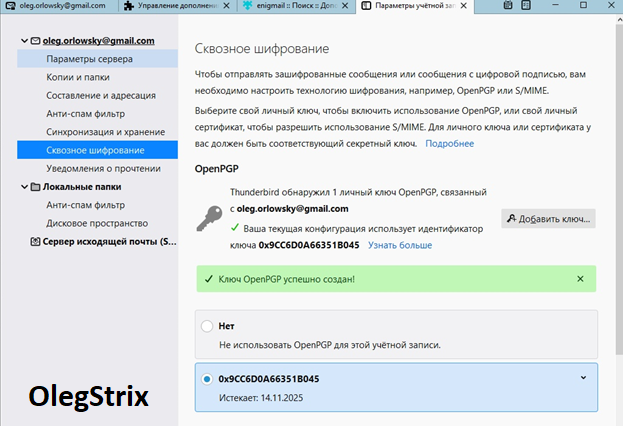 oleg.orlowsky@gmail.com
Управление дополнени
enigmail :: Поиск :: Допо
Параметры учётной зап
oleg.orlowsky@gmail.com
Параметры сервера
Копии и папки
Составление и адресация
Анти-спам фильтр
Синхронизация и хранение
Сквозное шифрование
Уведомления о прочтении
Локальные папки
Анти-спам фильтр
Дисковое пространство
Сервер исходящей почты (S...
OlegStrix
Сквозное шифрование
Чтобы отправлять зашифрованные сообщения или сообщения с цифровой подписью, вам
необходимо настроить технологию шифрования, например, OpenPGP или S/MIME.
Выберите свой личный ключ, чтобы включить использование OpenPGP, или свой личный
сертификат, чтобы разрешить использование S/MIME. Для личного ключа или сертификата у
вас должен быть соответствующий секретный ключ. Подробнее
OpenPGP
Thunderbird обнаружил 1 личный ключ OpenPGP, связанный
с oleg.orlowsky@gmail.com
Ваша текущая конфигурация использует идентификатор
ключа 0x9CC6D0A66351B045 Узнать больше
Добавить ключ...
Ключ OpenPGP успешно создан!
Нет
Не использовать OpenPGP для этой учётной записи.
0x9CC6D0A66351B045
Истекает: 14.11.2025